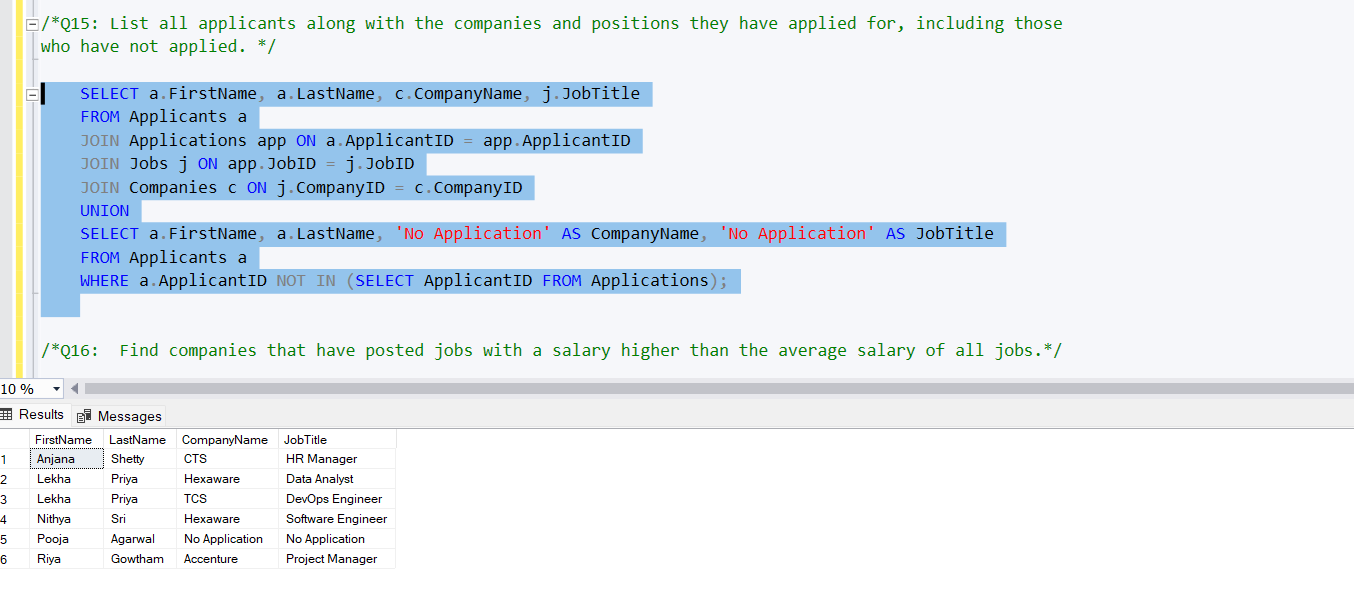 /*Q15: List all applicants along with the companies and positions they have applied for, including those
who have not applied. */
SELECT a.FirstName, a.LastName, c.CompanyName, j.JobTitle
FROM Applicants a
JOIN Applications app ON a.ApplicantID = app.ApplicantID
JOIN Jobs j ON app.JobID = j.JobID
JOIN Companies c ON j.CompanyID = c.CompanyID
UNION
SELECT a.FirstName, a.LastName, 'No Application' AS CompanyName, 'No Application' AS JobTitle
FROM Applicants a
WHERE a.ApplicantID NOT IN (SELECT ApplicantID FROM Applications);
/*Q16:  Find companies that have posted jobs with a salary higher than the average salary of all jobs.*/
10 %
Results Messages
FirstName LastName CompanyName JobTitle
1 Anjana Shetty CTS HR Manager
2 Lekha Priya Hexaware Data Analyst
3 Lekha Priya TCS DevOps Engineer
4 Nithya Sri Hexaware Software Engineer
5 Pooja Agarwal No Application No Application
6 Riya Gowtham Accenture Project Manager